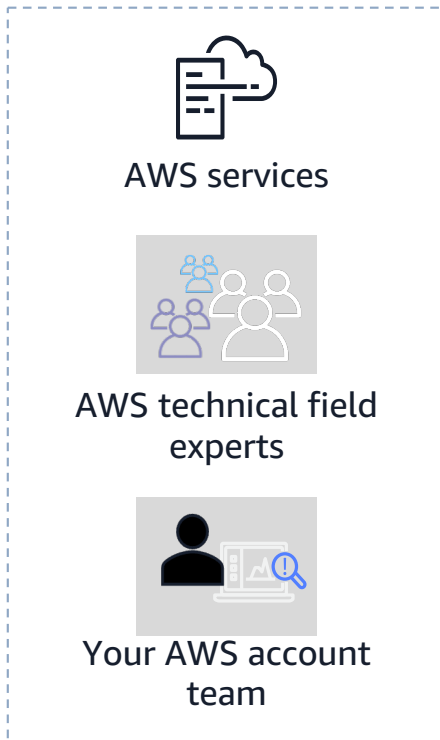 AWS services
AWS technical field
experts
Your AWS account
team